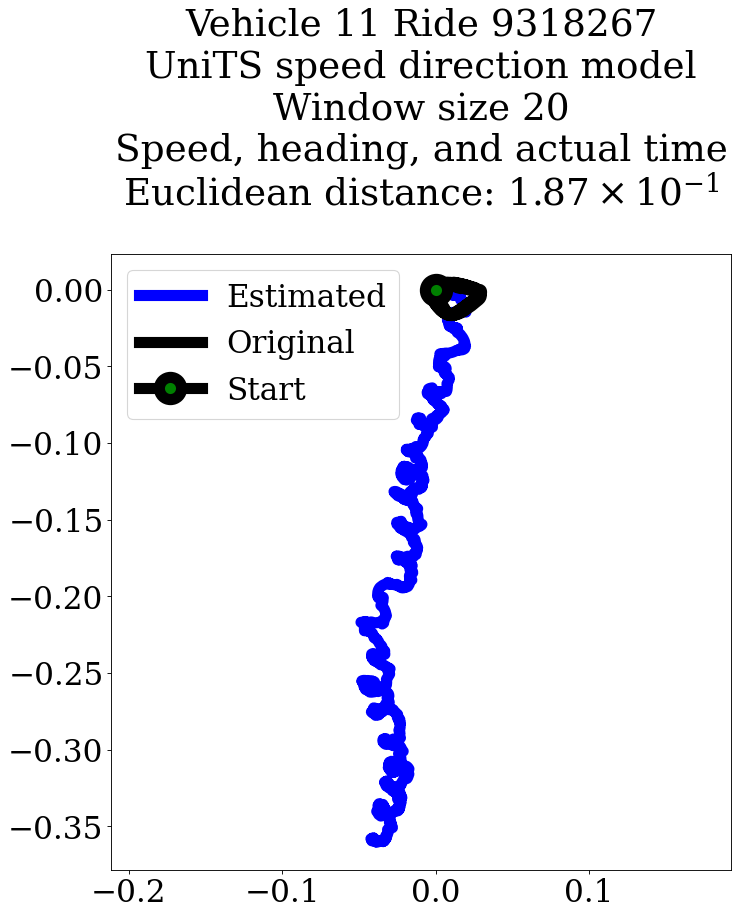 Vehicle 11 Ride 9318267
UniTS speed direction model
Window size 20
Speed, heading, and actual time
Euclidean distance: 1.87 × 10⁻¹
Estimated
Original
Start
0.00
−0.05
−0.10
−0.15
−0.20
−0.25
−0.30
−0.35
−0.2 −0.1 0.0 0.1